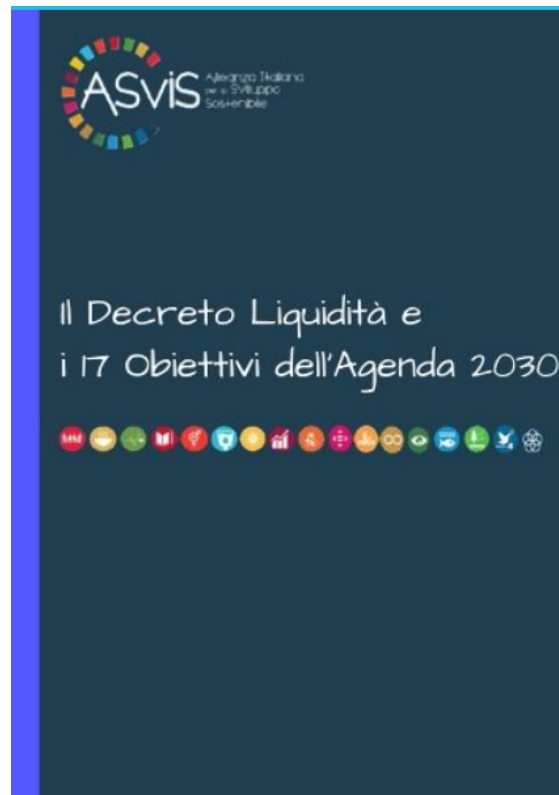 ASviS
Alleanza Italiana
per lo Sviluppo
Sostenibile
Il Decreto Liquidità e
i 17 Obiettivi dell'Agenda 2030